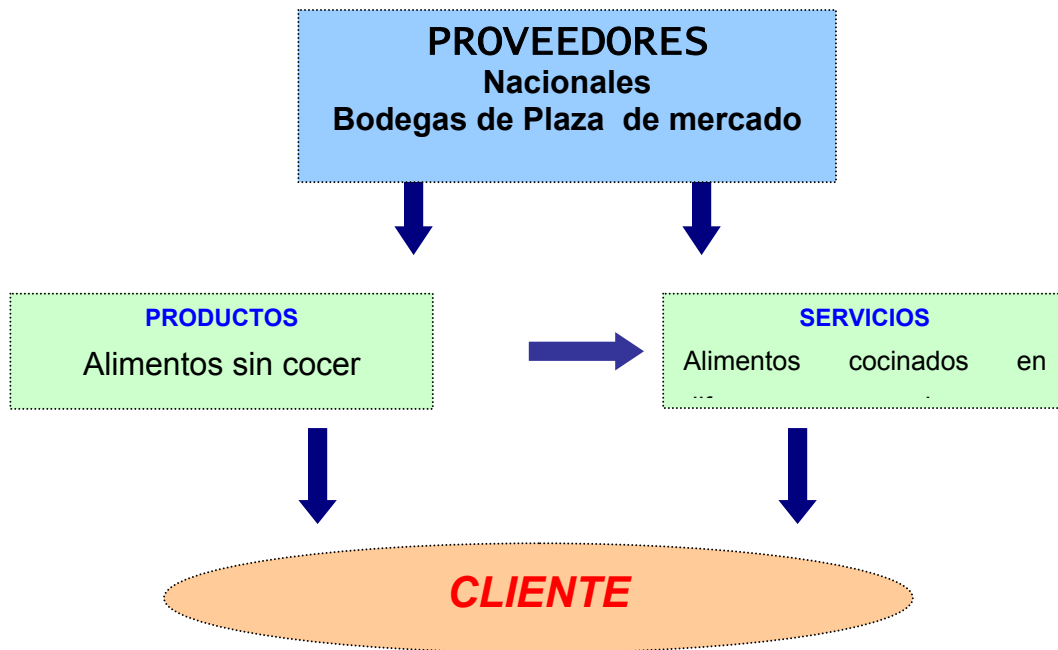 PROVEEDORES
Nacionales
Bodegas de Plaza de mercado
PRODUCTOS
Alimentos sin cocer
SERVICIOS
Alimentos cocinados en
CLIENTE